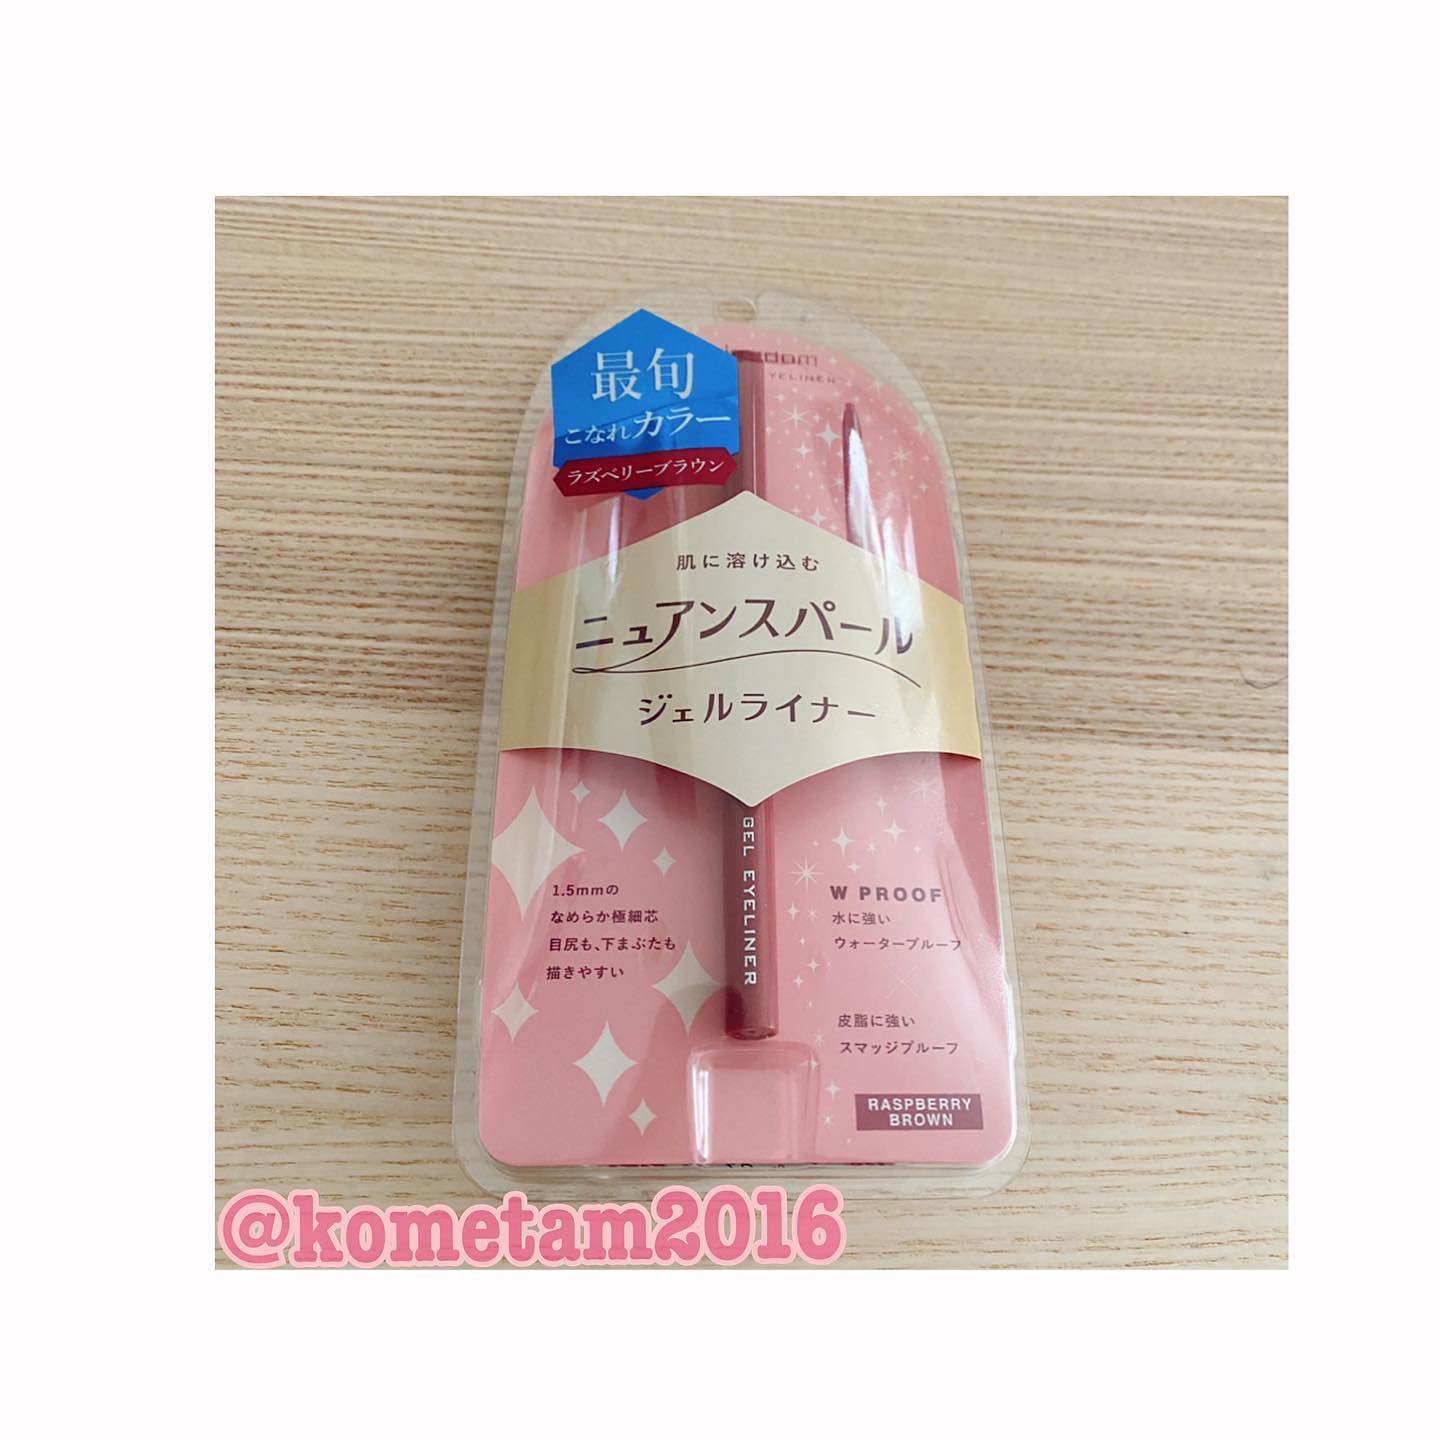 最旬
こなれカラー
ラズベリーブラウン
EYELINER
肌に溶け込む
ニュアンスパール
ジェルライナー
GEL EYELINER
1.5mmの
なめらか極細芯
目尻も、下まぶたも
描きやすい
W PROOF
水に強い
ウォータープルーフ
×
皮脂に強い
スマッジプルーフ
RASPBERRY
BROWN
@kometam2016